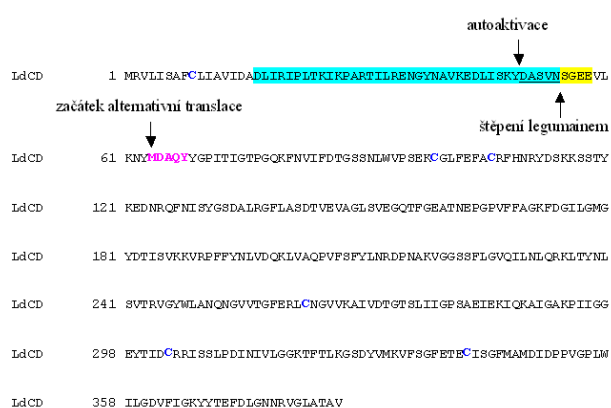 autoaktivace
LdCD 1 MRVLISAFCLIAVIDADLIRIPLTKIKPARTILRENGYNAVKEDLISKYDASVNSGEEVL
začátek alternativní translace
štěpení legumainem
LdCD 61 KNYMDAQYYGPITIGTPGQKFNVIFDTGSSNLWVPSEKCGLFEFACRFHNRYDSKKSSTY
LdCD 121 KEDNRQFNISYGSDALRGFLASDTVEVAGLSVEGQTFGEATNEPGPVFFAGKFDGILGMG
LdCD 181 YDTISVKKVRPFFYNLVDQKLVAQPVFSFYLNRDPNAKVGGSSFLGVQILNLQRKLTYNL
LdCD 241 SVTRVGYWLANQNGVVTGFERLCNGVVKAIVDTGTSLIIGPSAEIEKIQKAIGAKPIIGG
LdCD 298 EYTIDCRRISSLPDINIVLGGKTFTLKGSDYVMKVFSGFETECISGFMAMDIDPPVGPLW
LdCD 358 ILGDVFIGKYYTEFDLGNNRVGLATAV